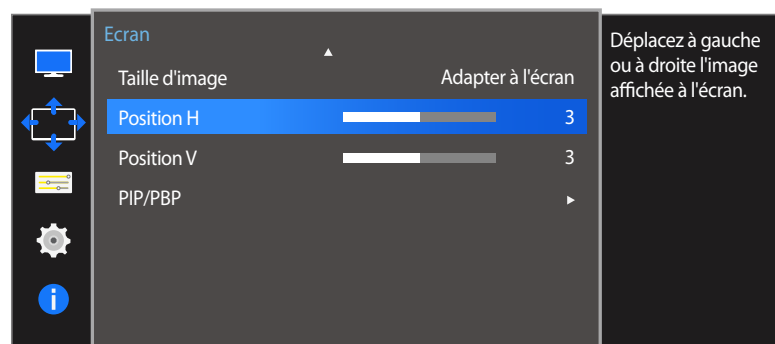 Ecran
Taille d'image Adapter à l'écran
Position H 3
Position V 3
PIP/PBP
Déplacez à gauche
ou à droite l'image
affichée à l'écran.